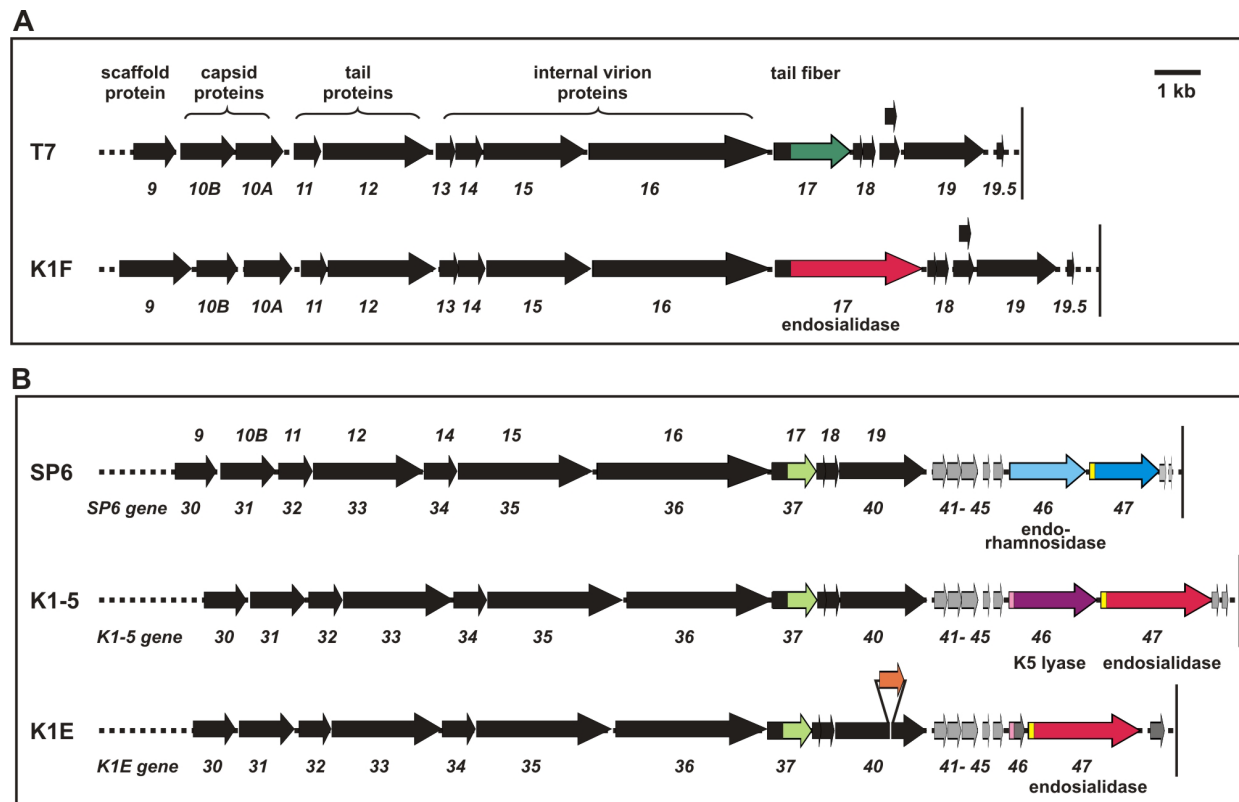 A
scaffold protein
capsid proteins
tail proteins
internal virion proteins
tail fiber
1 kb
T7
9 10B 10A 11 12 13 14 15 16 17 18 19 19.5
K1F
9 10B 10A 11 12 13 14 15 16 17 18 19 19.5
endosialidase
B
9 10B 11 12 14 15 16 17 18 19
SP6
SP6 gene 30 31 32 33 34 35 36 37 40 41- 45 46 47
endo-
rhamnosidase
K1-5
K1-5 gene 30 31 32 33 34 35 36 37 40 41- 45 46 47
K5 lyase endosialidase
K1E
K1E gene 30 31 32 33 34 35 36 37 40 41- 45 46 47
endosialidase